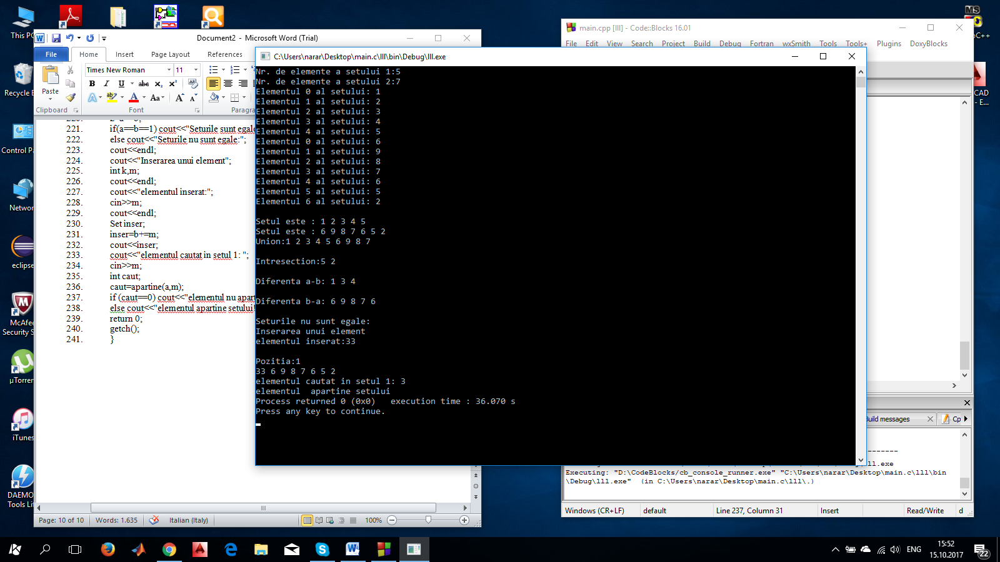 This PC
Recycle B
Control Pa
Network
eclipse
McAfee
Security S
µTorrent
iTunes
DAEMO
Tools Lit
Document2 - Microsoft Word (Trial)
File Home Insert Page Layout References
Times New Roman 11
Paste
Clipboard Font Paragra
221. if(a==b==1) cout<<"Seturile sunt egale
222. else cout<<"Seturile nu sunt egale:";
223. cout<<endl;
224. cout<<"Inserarea unui element";
225. int k,m;
226. cout<<endl;
227. cout<<"elementul inserat:";
228. cin>>m;
229. cout<<endl;
230. Set inser;
231. inser=b+=m;
232. cout<<inser;
233. cout<<"elementul cautat in setul 1: ";
234. cin>>m;
235. int caut;
236. caut=apartine(a,m);
237. if (caut==0) cout<<"elementul nu apart
238. else cout<<"elementul apartine setului!
239. return 0;
240. getch();
241. }
Page: 10 of 10 Words: 1.635 Italian (Italy) 100%
C:\Users\narar\Desktop\main.c\lll\bin\Debug\lll.exe
Nr. de elemente a setului 1:5
Nr. de elemente a setului 2:7
Elementul 0 al setului: 1
Elementul 1 al setului: 2
Elementul 2 al setului: 3
Elementul 3 al setului: 4
Elementul 4 al setului: 5
Elementul 0 al setului: 6
Elementul 1 al setului: 9
Elementul 2 al setului: 8
Elementul 3 al setului: 7
Elementul 4 al setului: 6
Elementul 5 al setului: 5
Elementul 6 al setului: 2
Setul este : 1 2 3 4 5
Setul este : 6 9 8 7 6 5 2
Union:1 2 3 4 5 6 9 8 7
Intresection:5 2
Diferenta a-b: 1 3 4
Diferenta b-a: 6 9 8 7 6
Seturile nu sunt egale:
Inserarea unui element
elementul inserat:33
Pozitia:1
33 6 9 8 7 6 5 2
elementul cautat in setul 1: 3
elementul  apartine setului
Process returned 0 (0x0)   execution time : 36.070 s
Press any key to continue.
main.cpp [lll] - Code::Blocks 16.01
File Edit View Search Project Build Debug Fortran wxSmith Tools Tools+ Plugins DoxyBlocks
MS
C++
CAD
- E...
Build messages Cp
Executing: "D:\CodeBlocks/cb_console_runner.exe" "C:\Users\narar\Desktop\main.c\lll\bin
\Debug\lll.exe"  (in C:\Users\narar\Desktop\main.c\lll\.)
Windows (CR+LF) default Line 237, Column 31 Insert Read/Write d
ENG
15:52
15.10.2017
22